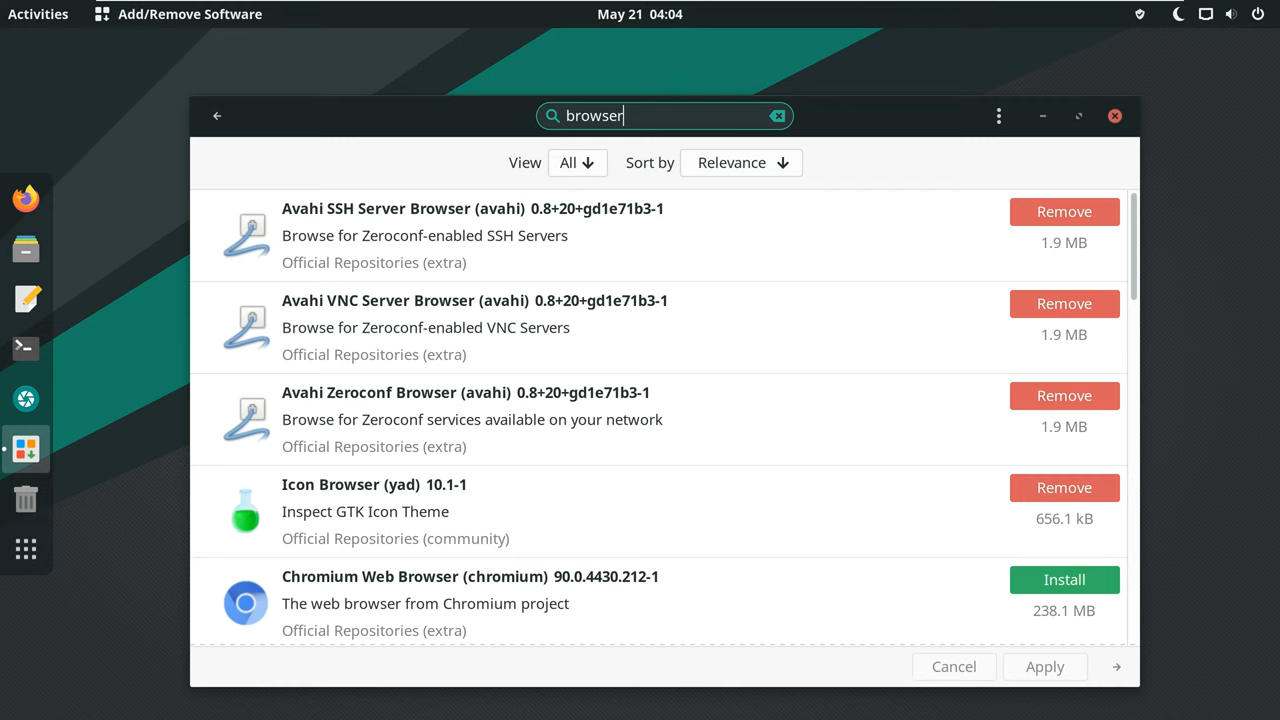 Activities Add/Remove Software May 21 04:04
browser
View All Sort by Relevance
Avahi SSH Server Browser (avahi) 0.8+20+gd1e71b3-1
Remove
Browse for Zeroconf-enabled SSH Servers
1.9 MB
Official Repositories (extra)
Avahi VNC Server Browser (avahi) 0.8+20+gd1e71b3-1
Remove
Browse for Zeroconf-enabled VNC Servers
1.9 MB
Official Repositories (extra)
Avahi Zeroconf Browser (avahi) 0.8+20+gd1e71b3-1
Remove
Browse for Zeroconf services available on your network
1.9 MB
Official Repositories (extra)
Icon Browser (yad) 10.1-1
Remove
Inspect GTK Icon Theme
656.1 kB
Official Repositories (community)
Chromium Web Browser (chromium) 90.0.4430.212-1
Install
The web browser from Chromium project
238.1 MB
Official Repositories (extra)
Cancel Apply